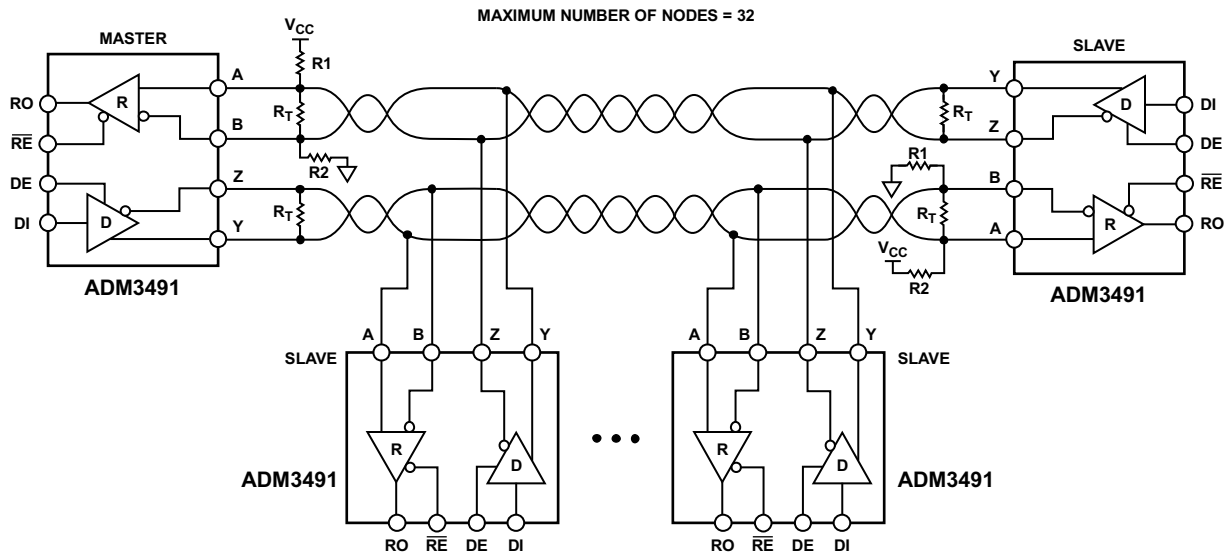 MAXIMUM NUMBER OF NODES = 32
MASTER
VCC
R1
A
RO
R
RT
RE
B
R2
DE
Z
DI
D
RT
Y
ADM3491
SLAVE
Y
D
DI
RT
Z
DE
R1
B
RE
RT
R
RO
A
VCC
R2
ADM3491
A B Z Y
SLAVE
R
D
ADM3491
RO RE DE DI
A B Z Y
SLAVE
R
D
ADM3491
RO RE DE DI